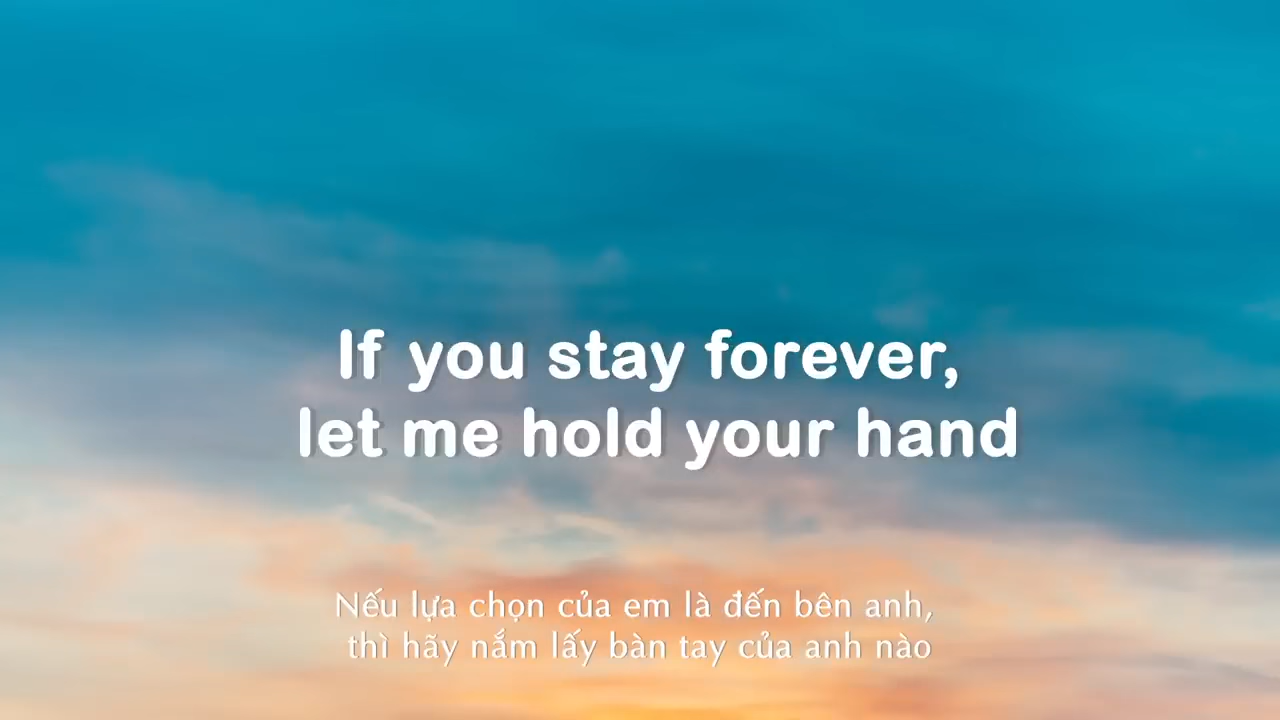 If you stay forever,
let me hold your hand
Nếu lựa chọn của em là đến bên anh,
thì hãy nắm lấy bàn tay của anh nào